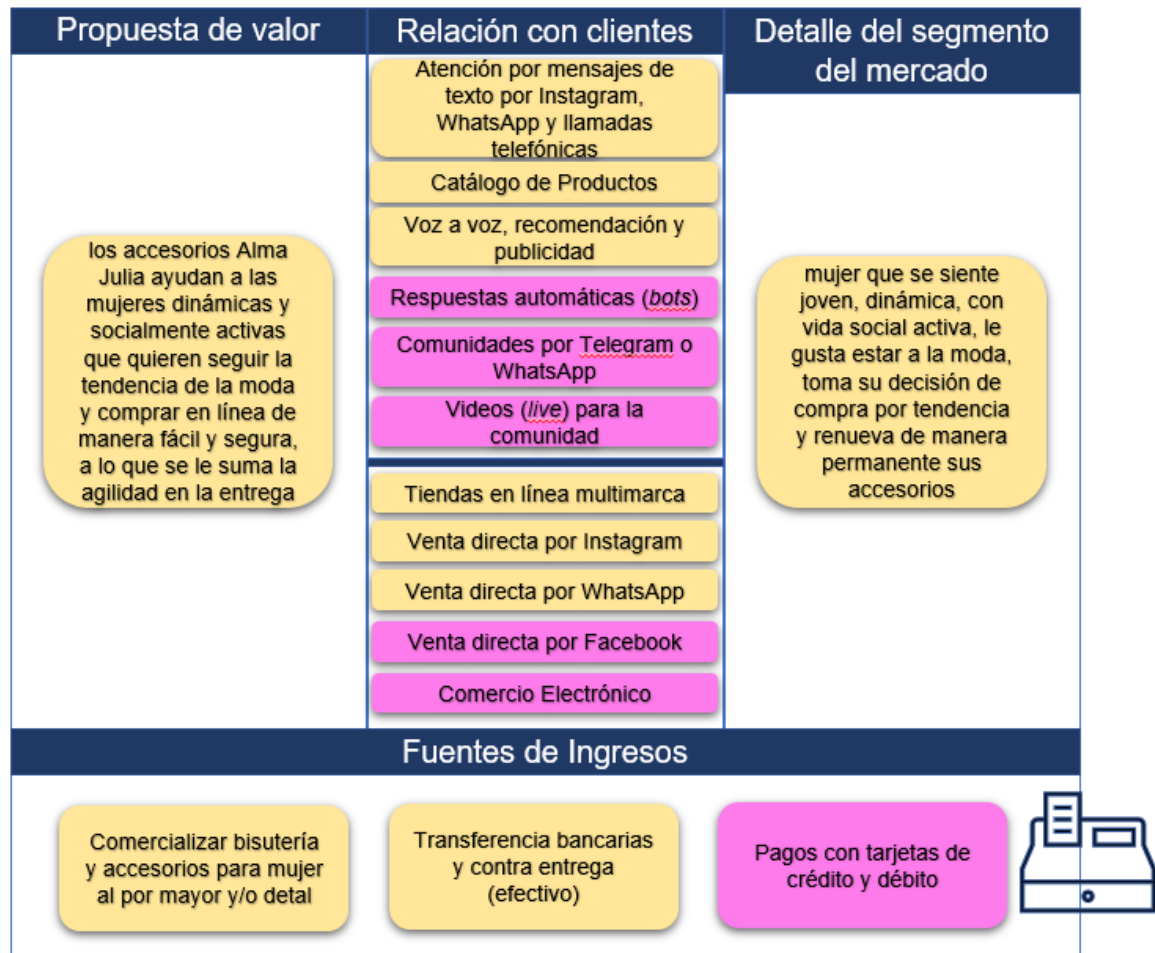 Propuesta de valor
los accesorios Alma
Julia ayudan a las
mujeres dinámicas y
socialmente activas
que quieren seguir la
tendencia de la moda
y comprar en línea de
manera fácil y segura,
a lo que se le suma la
agilidad en la entrega
Relación con clientes
Atención por mensajes de
texto por Instagram,
WhatsApp y llamadas
telefónicas
Catálogo de Productos
Voz a voz, recomendación y
publicidad
Respuestas automáticas (bots)
Comunidades por Telegram o
WhatsApp
Videos (live) para la
comunidad
Tiendas en línea multimarca
Venta directa por Instagram
Venta directa por WhatsApp
Venta directa por Facebook
Comercio Electrónico
Detalle del segmento
del mercado
mujer que se siente
joven, dinámica, con
vida social activa, le
gusta estar a la moda,
toma su decisión de
compra por tendencia
y renueva de manera
permanente sus
accesorios
Fuentes de Ingresos
Comercializar bisutería
y accesorios para mujer
al por mayor y/o detal
Transferencia bancarias
y contra entrega
(efectivo)
Pagos con tarjetas de
crédito y débito